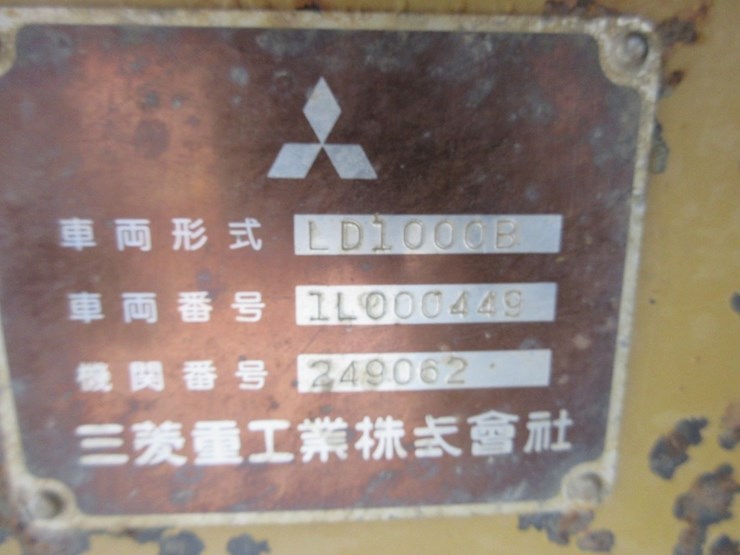 車両形式 LD1000B
車両番号 1L000449
機関番号 249062
三菱重工業株式會社